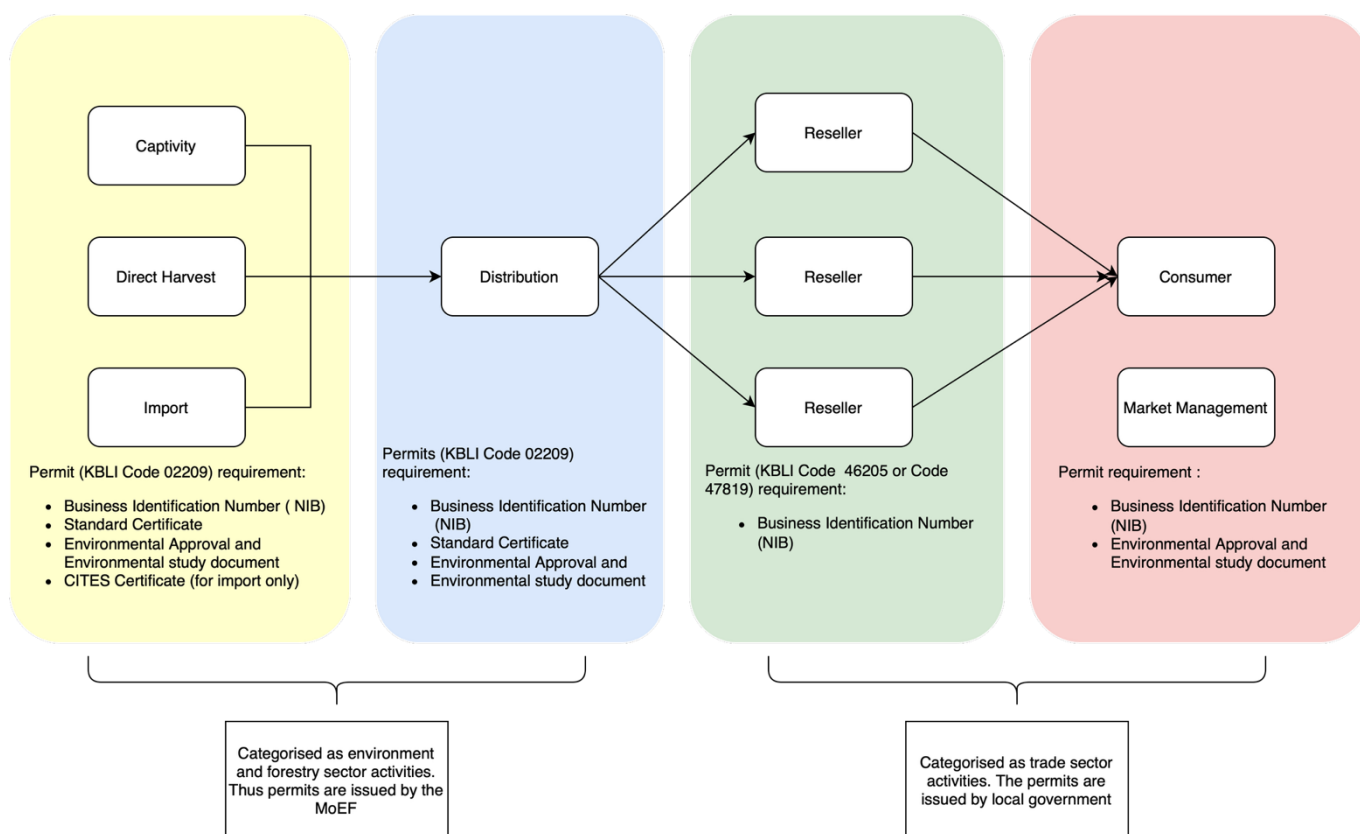 Captivity
Direct Harvest
Import
Permit (KBLI Code 02209) requirement:
• Business Identification Number ( NIB)
• Standard Certificate
• Environmental Approval and
Environmental study document
• CITES Certificate (for import only)
Distribution
Permits (KBLI Code 02209)
requirement:
• Business Identification Number
(NIB)
• Standard Certificate
• Environmental Approval and
• Environmental study document
Reseller
Reseller
Reseller
Permit (KBLI Code 46205 or Code
47819) requirement:
• Business Identification Number
(NIB)
Consumer
Market Management
Permit requirement :
• Business Identification Number
(NIB)
• Environmental Approval and
Environmental study document
Categorised as environment
and forestry sector activities.
Thus permits are issued by the
MoEF
Categorised as trade sector
activities. The permits are
issued by local government